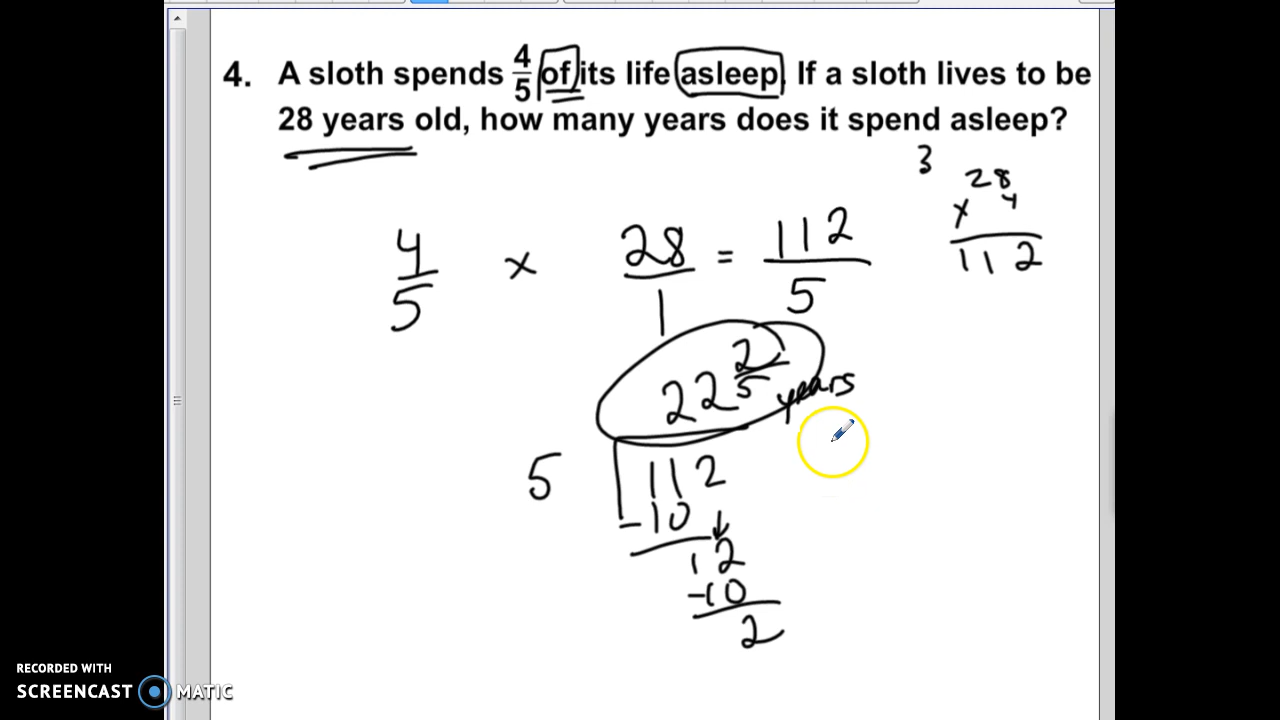 4. A sloth spends 4/5 of its life asleep. If a sloth lives to be
28 years old, how many years does it spend asleep?
3
28
x 4
112
4/5 x 28/1 = 112/5
22 2/5 years
5 112
-10
12
-10
2
RECORDED WITH
SCREENCAST MATIC